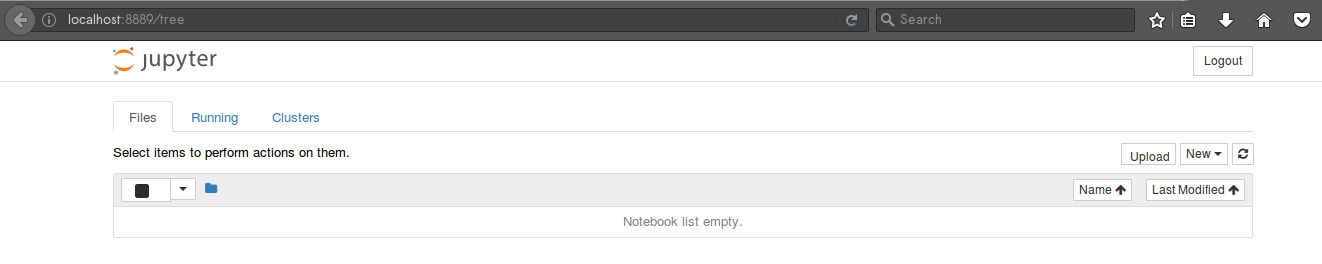 localhost:8889/tree
Search
jupyter
Logout
Files Running Clusters
Select items to perform actions on them.
Upload New
Name Last Modified
Notebook list empty.